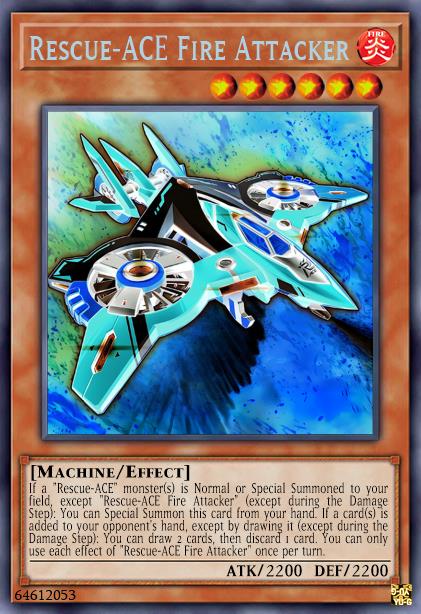 Rescue-ACE Fire Attacker
FIRE
炎
[Machine/Effect]
If a "Rescue-ACE" monster(s) is Normal or Special Summoned to your
field, except "Rescue-ACE Fire Attacker" (except during the Damage
Step): You can Special Summon this card from your hand. If a card(s) is
added to your opponent's hand, except by drawing it (except during the
Damage Step): You can draw 2 cards, then discard 1 card. You can only
use each effect of "Rescue-ACE Fire Attacker" once per turn.
ATK/2200 DEF/2200
64612053